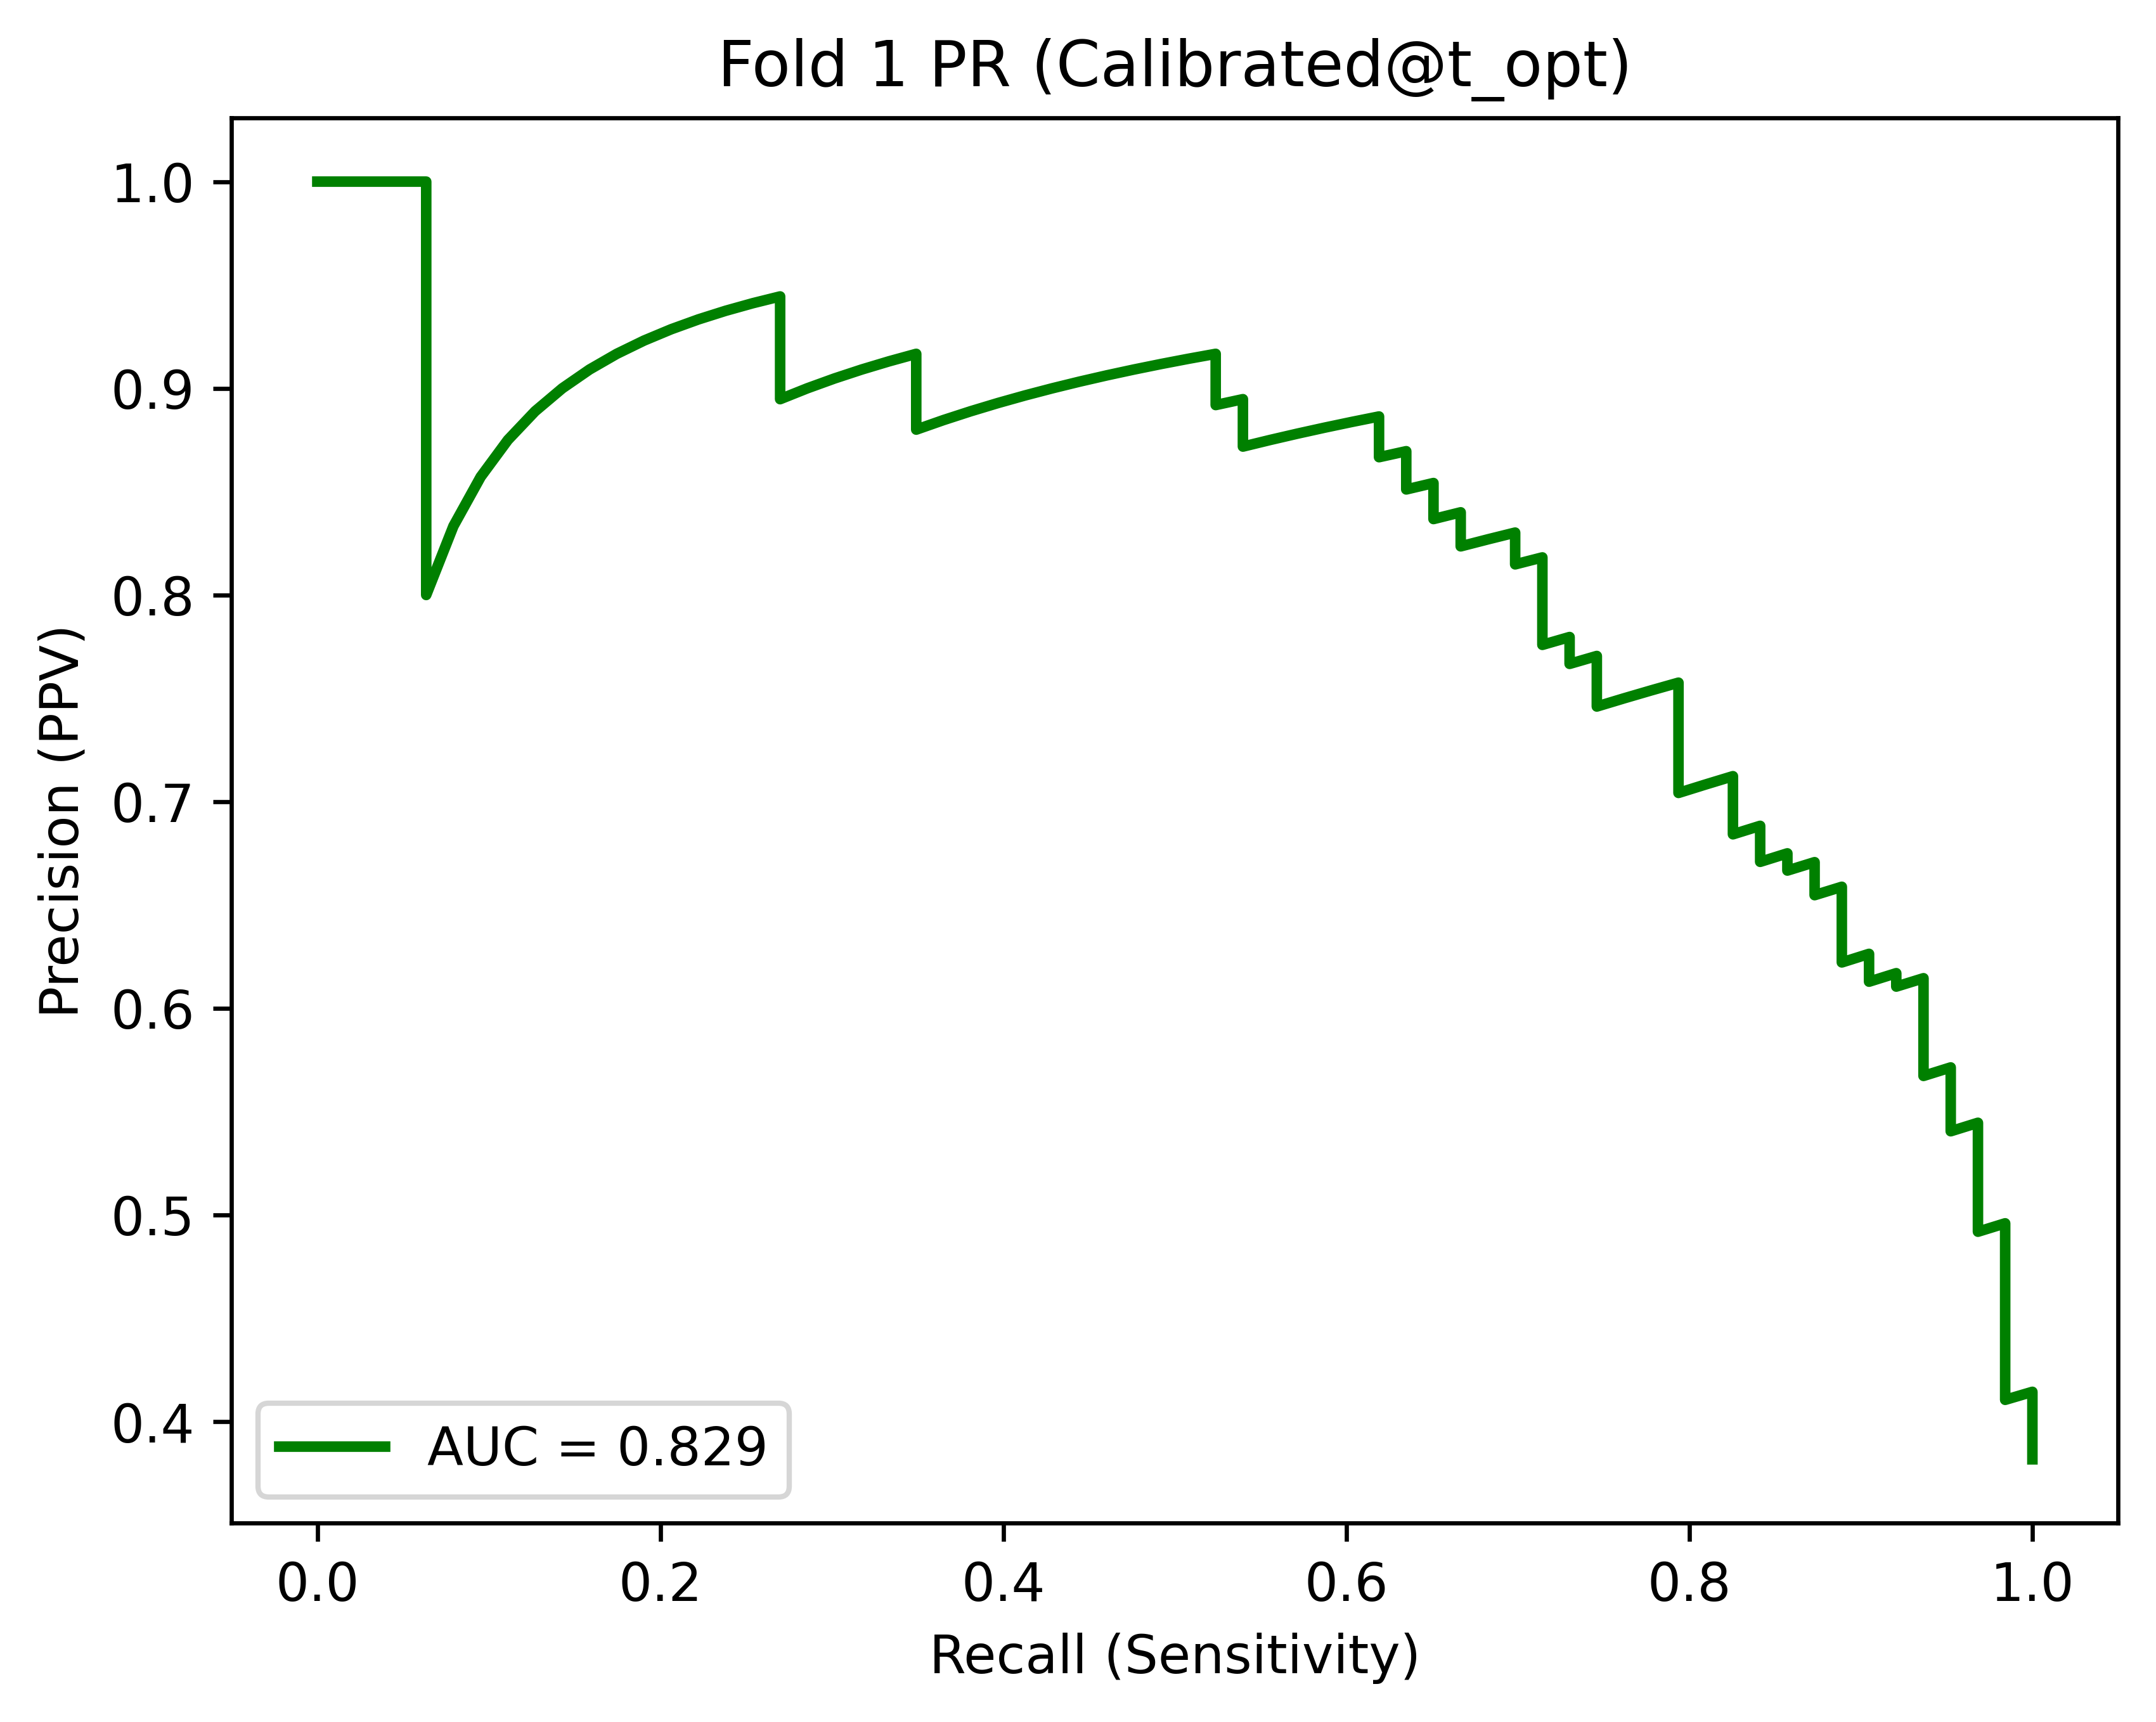 Fold 1 PR (Calibrated@t_opt)
Precision (PPV)
1.0
0.9
0.8
0.7
0.6
0.5
0.4
AUC = 0.829
0.0 0.2 0.4 0.6 0.8 1.0
Recall (Sensitivity)